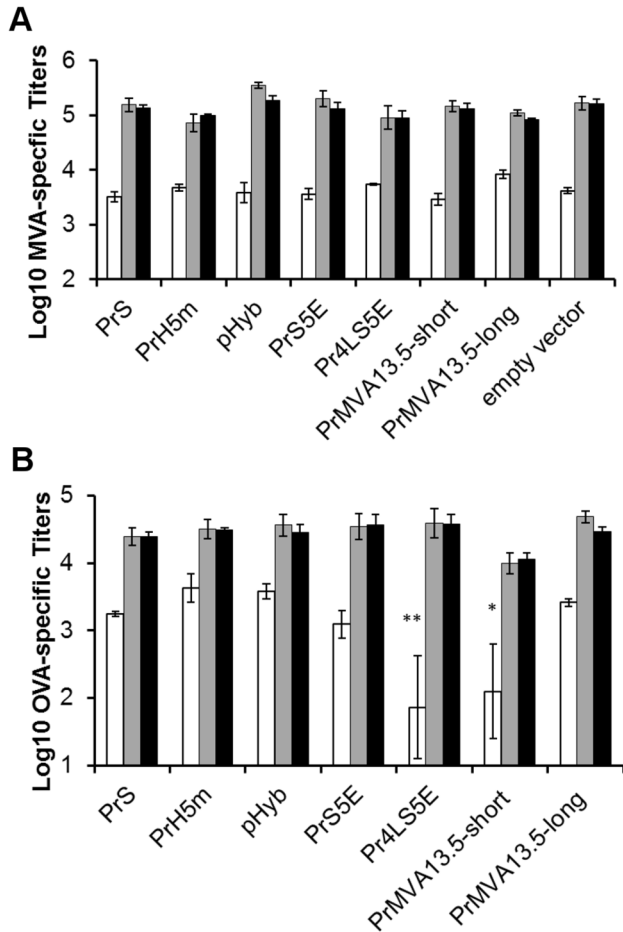 A
Log10 MVA-specfic Titers
6
5
4
3
2
PrS
PrH5m
pHyb
PrS5E
Pr4LS5E
PrMVA13.5-short
PrMVA13.5-long
empty vector
B
Log10 OVA-specific Titers
5
4
3
2
1
**
*
PrS
PrH5m
pHyb
PrS5E
Pr4LS5E
PrMVA13.5-short
PrMVA13.5-long